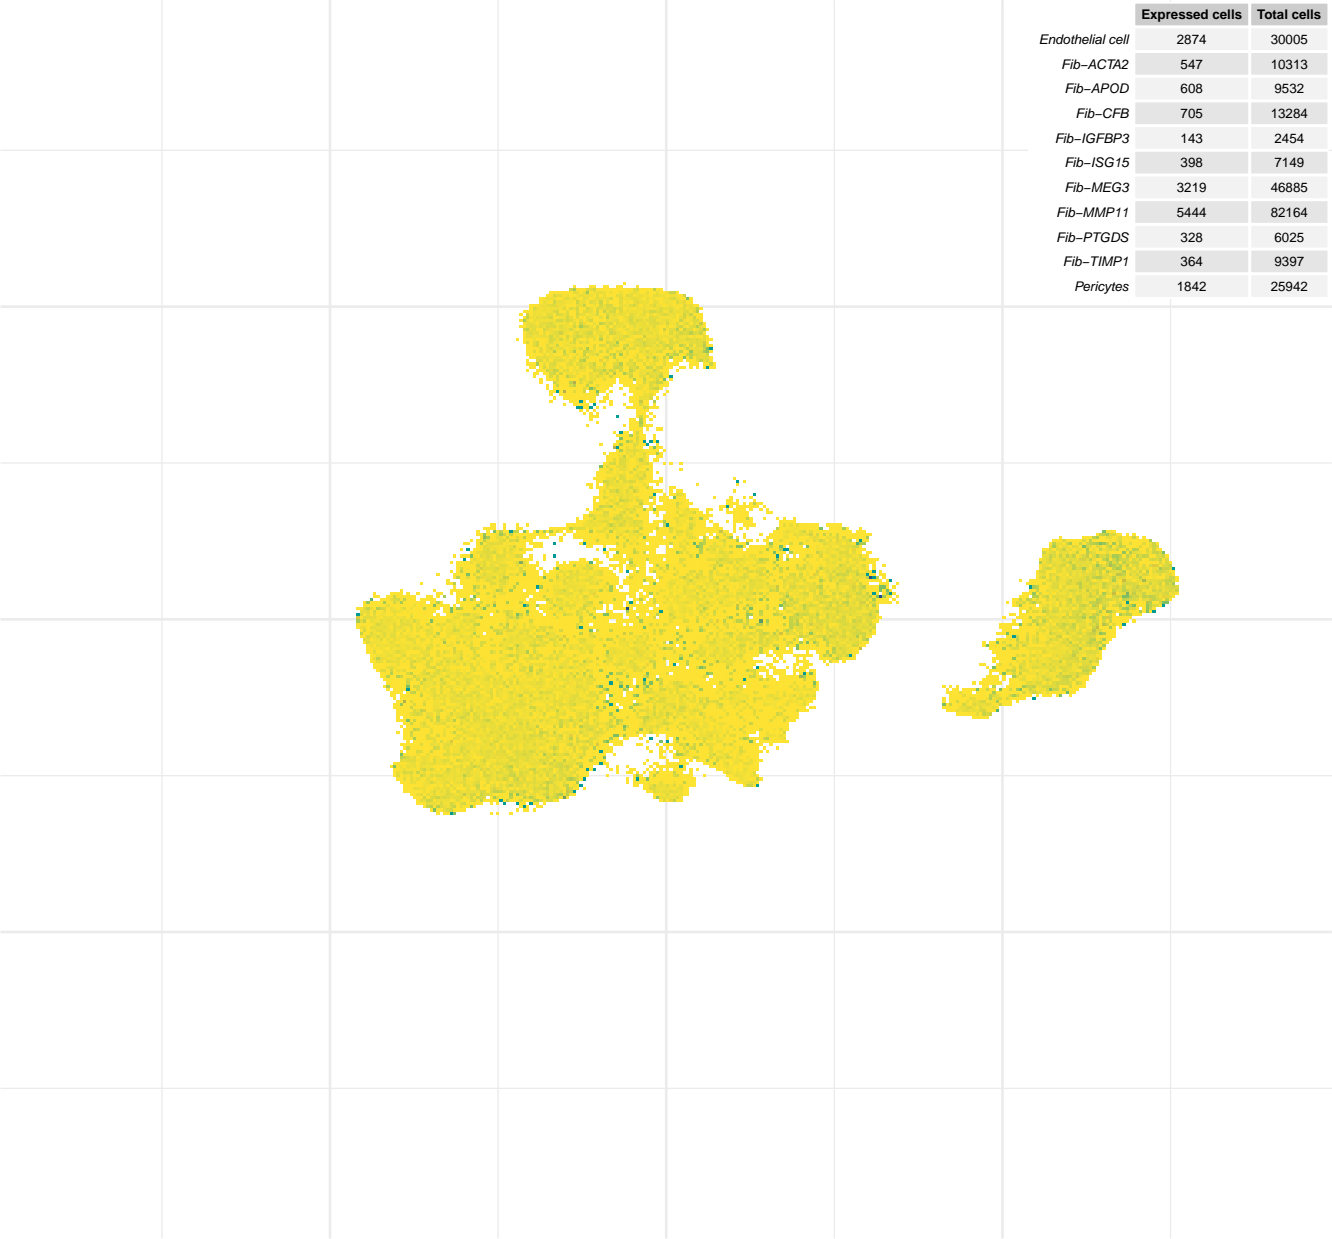 Expressed cells Total cells
Endothelial cell 2874 30005
Fib−ACTA2 547 10313
Fib−APOD 608 9532
Fib−CFB 705 13284
Fib−IGFBP3 143 2454
Fib−ISG15 398 7149
Fib−MEG3 3219 46885
Fib−MMP11 5444 82164
Fib−PTGDS 328 6025
Fib−TIMP1 364 9397
Pericytes 1842 25942